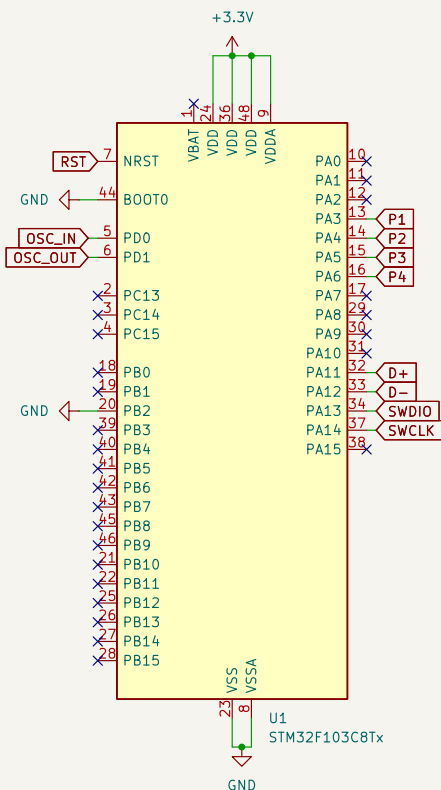 +3.3V
1 24 36 48 9
VBAT VDD VDD VDD VDDA
RST 7 NRST PA0 10
PA1 11
GND 44 BOOT0 PA2 12
PA3 13 P1
OSC_IN 5 PD0 PA4 14 P2
OSC_OUT 6 PD1 PA5 15 P3
PA6 16 P4
2 PC13 PA7 17
3 PC14 PA8 29
4 PC15 PA9 30
PA10 31
18 PB0 PA11 32 D+
19 PB1 PA12 33 D-
GND 20 PB2 PA13 34 SWDIO
39 PB3 PA14 37 SWCLK
40 PB4 PA15 38
41 PB5
42 PB6
43 PB7
45 PB8
46 PB9
21 PB10
22 PB11
25 PB12
26 PB13
27 PB14
28 PB15
VSS VSSA
23 8
U1
STM32F103C8Tx
GND